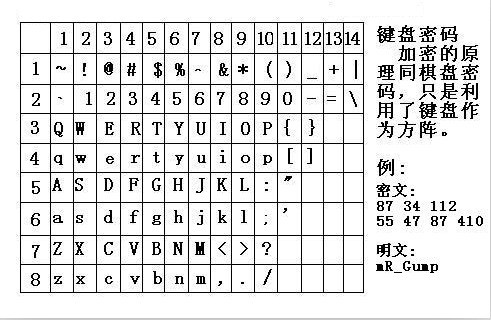 1 2 3 4 5 6 7 8 9 10 11 12 13 14
1 ~ ! @ # $ % ^ & * ( ) _ + |
2 ` 1 2 3 4 5 6 7 8 9 0 - = \
3 Q W E R T Y U I O P { }
4 q w e r t y u i o p [ ]
5 A S D F G H J K L : "
6 a s d f g h j k l ; '
7 Z X C V B N M < > ?
8 z x c v b n m , . /
键盘密码
加密的原
理同棋盘密
码，只是利
用了键盘作
为方阵。
例：
密文：
87 34 112
55 47 87 410
明文：
mR_Gump